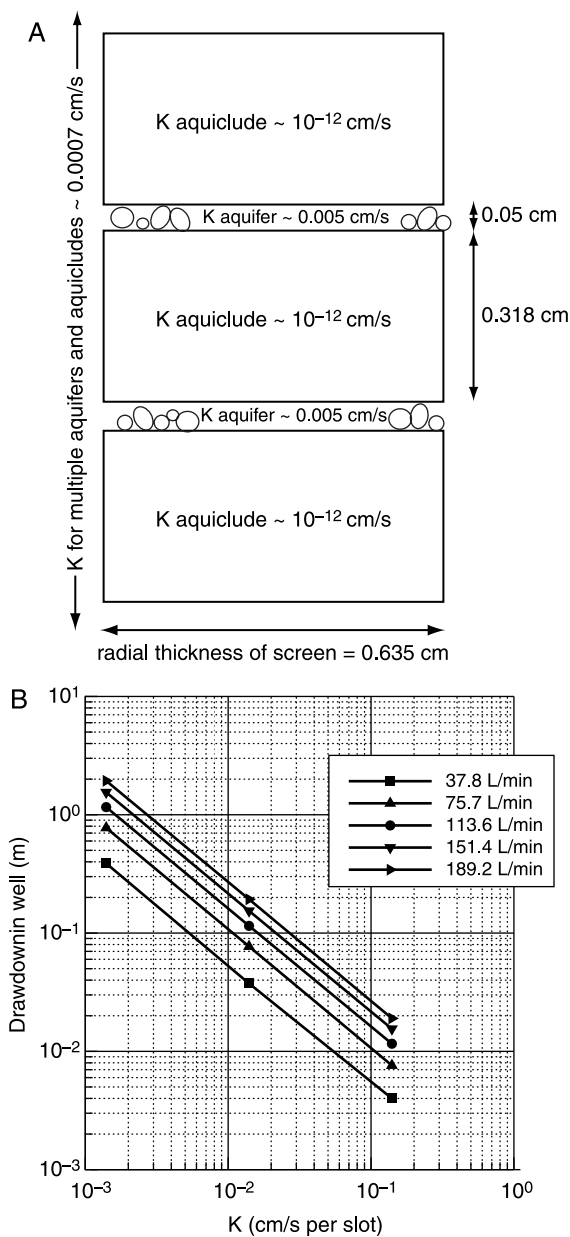 A
K for multiple aquifers and aquicludes ~ 0.0007 cm/s
K aquiclude ~ 10⁻¹² cm/s
K aquifer ~ 0.005 cm/s
0.05 cm
K aquiclude ~ 10⁻¹² cm/s
0.318 cm
K aquifer ~ 0.005 cm/s
K aquiclude ~ 10⁻¹² cm/s
radial thickness of screen = 0.635 cm
B
Drawdownin well (m)
10¹
10⁰
10⁻¹
10⁻²
10⁻³
37.8 L/min
75.7 L/min
113.6 L/min
151.4 L/min
189.2 L/min
10⁻³ 10⁻² 10⁻¹ 10⁰
K (cm/s per slot)